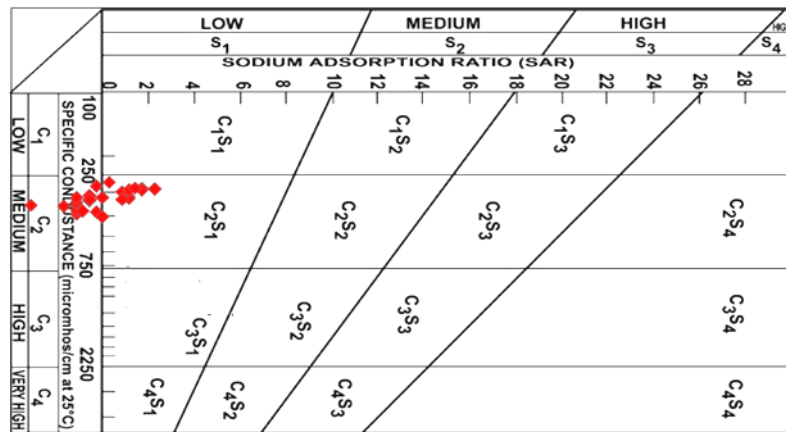 LOW MEDIUM HIGH HIG
S1 S2 S3 S4
SODIUM ADSORPTION RATIO (SAR)
0 2 4 6 8 10 12 14 16 18 20 22 24 26 28
100
250
750
2250
SPECIFIC (micromhos/cm at 25°C)
LOW C1
MEDIUM C2
HIGH C3
VERY HIGH C4
C1S1 C1S2 C1S3
C2S1 C2S2 C2S3 C2S4
C3S1 C3S2 C3S3 C3S4
C4S1 C4S2 C4S3 C4S4